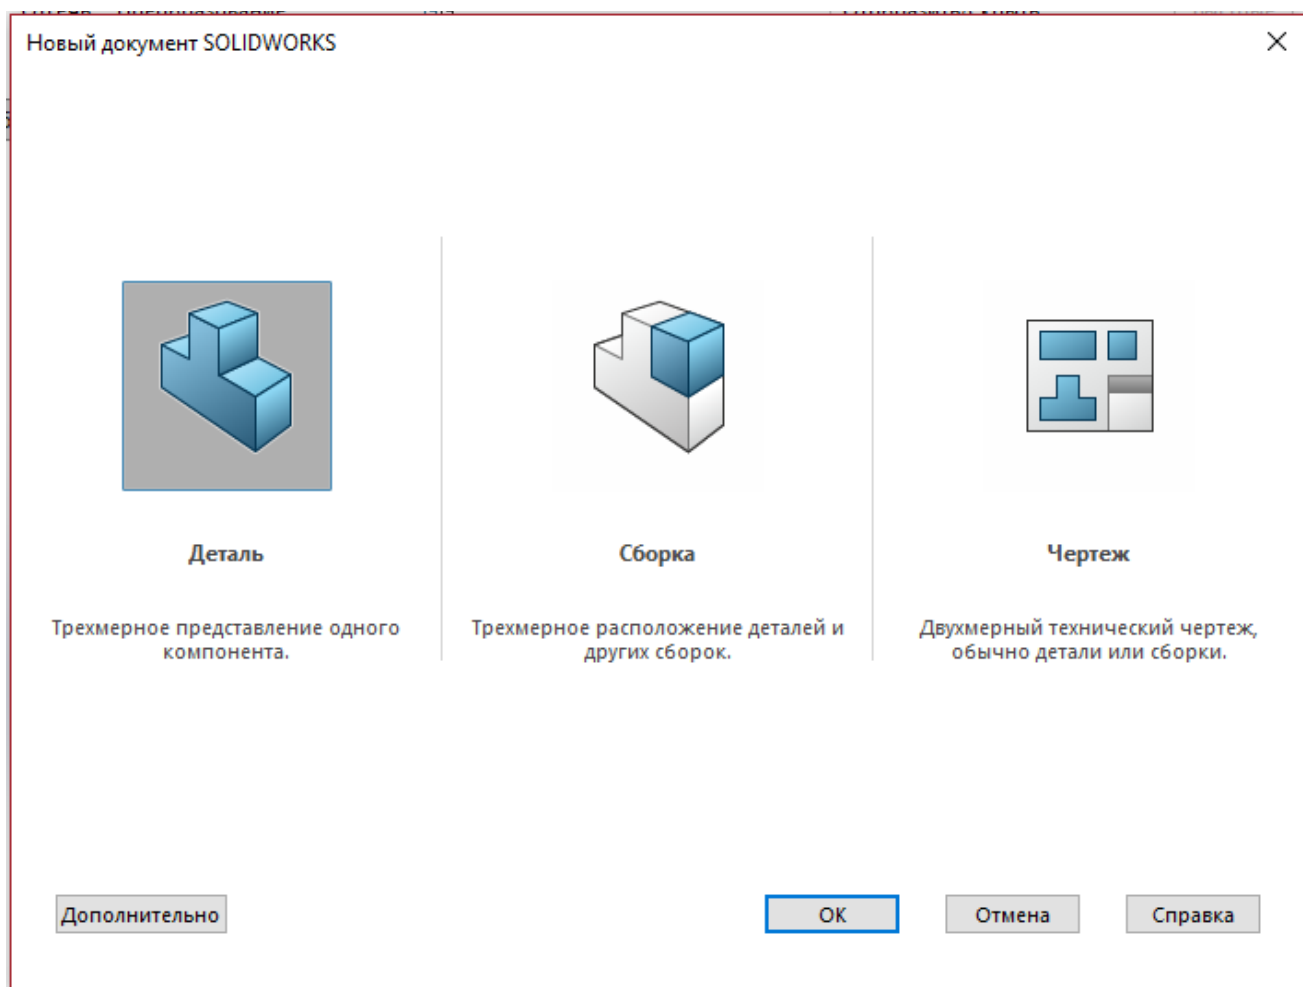 Новый документ SOLIDWORKS
Деталь
Трехмерное представление одного
компонента.
Сборка
Трехмерное расположение деталей и
других сборок.
Чертеж
Двухмерный технический чертеж,
обычно детали или сборки.
Дополнительно
OK
Отмена
Справка